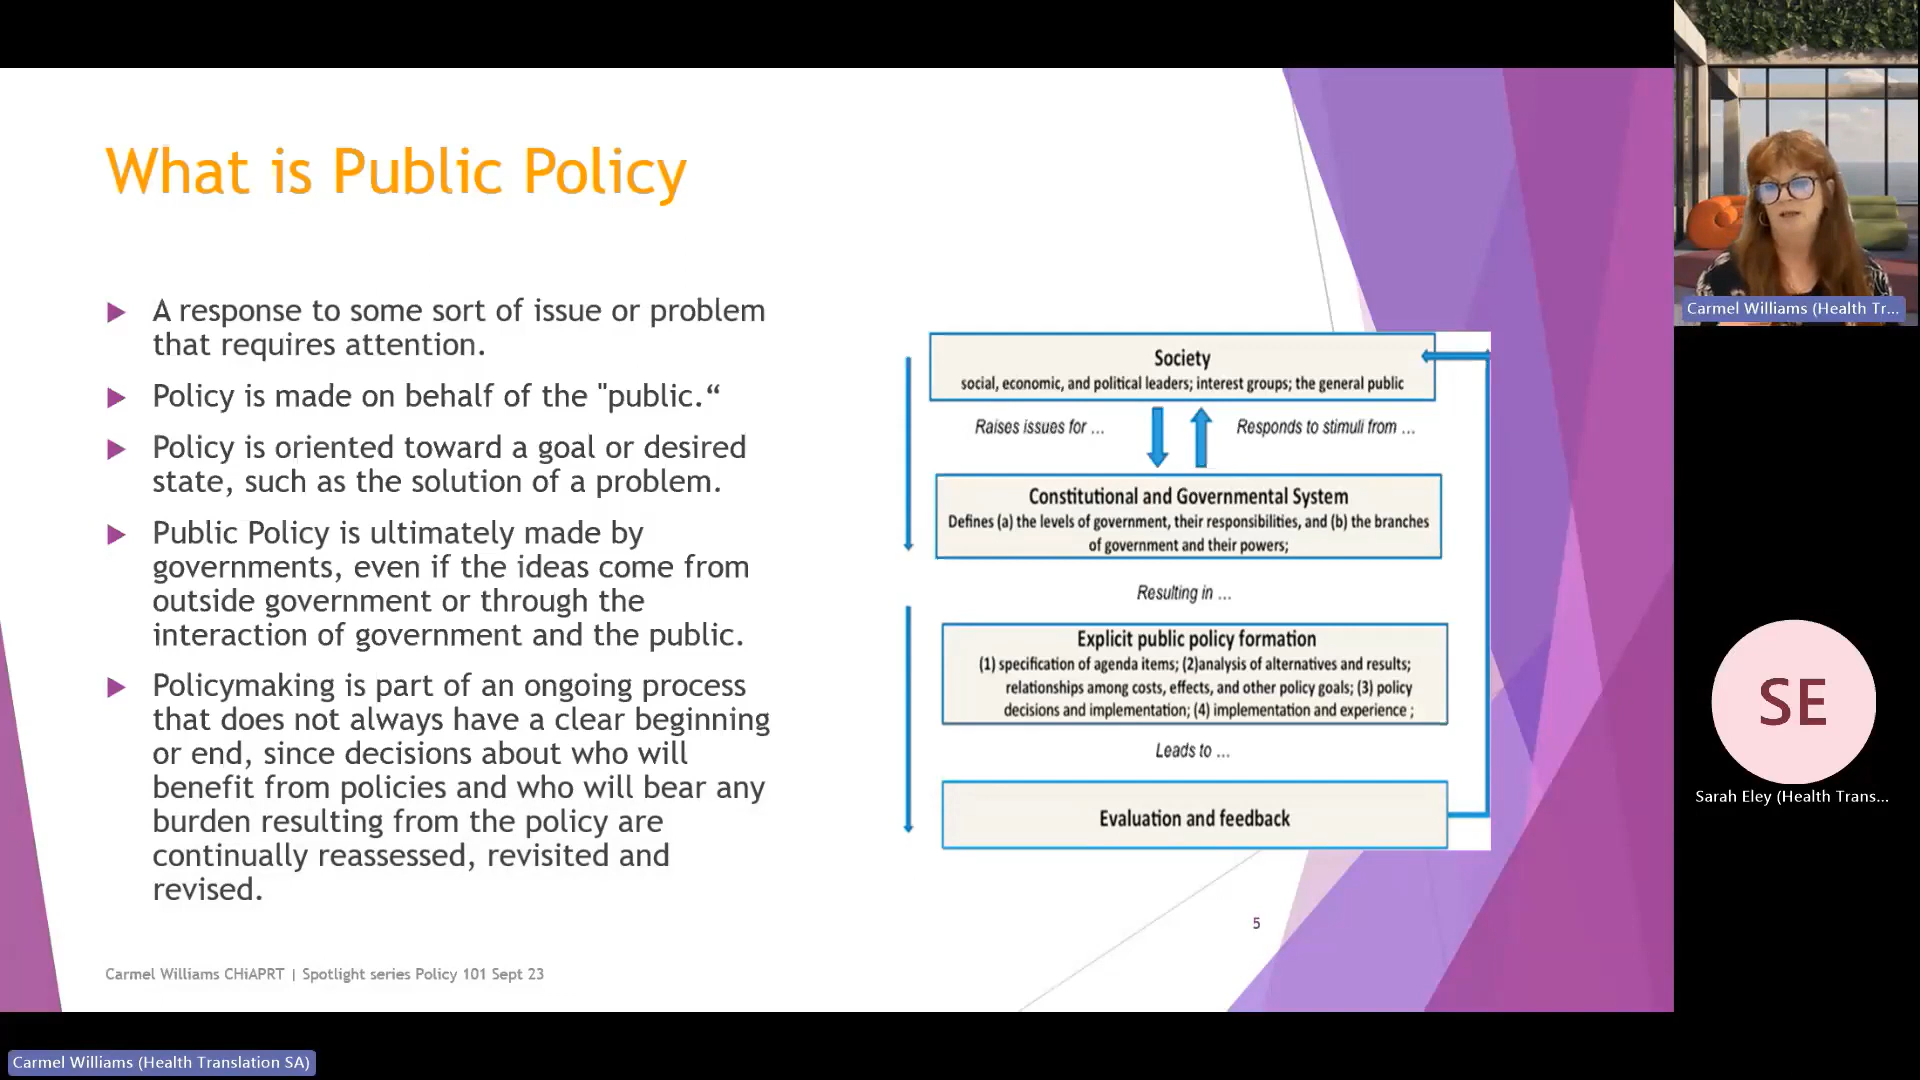 What is Public Policy
A response to some sort of issue or problem
that requires attention.
Policy is made on behalf of the "public.“
Policy is oriented toward a goal or desired
state, such as the solution of a problem.
Public Policy is ultimately made by
governments, even if the ideas come from
outside government or through the
interaction of government and the public.
Policymaking is part of an ongoing process
that does not always have a clear beginning
or end, since decisions about who will
benefit from policies and who will bear any
burden resulting from the policy are
continually reassessed, revisited and
revised.
Society
social, economic, and political leaders; interest groups; the general public
Raises issues for ...
Responds to stimuli from ...
Constitutional and Governmental System
Defines (a) the levels of government, their responsibilities, and (b) the branches
of government and their powers;
Resulting in ...
Explicit public policy formation
(1) specification of agenda items; (2)analysis of alternatives and results;
relationships among costs, effects, and other policy goals; (3) policy
decisions and implementation; (4) implementation and experience ;
Leads to ...
Evaluation and feedback
5
Carmel Williams CHiAPRT | Spotlight series Policy 101 Sept 23
Carmel Williams (Health Tr...
SE
Sarah Eley (Health Trans...
Carmel Williams (Health Translation SA)